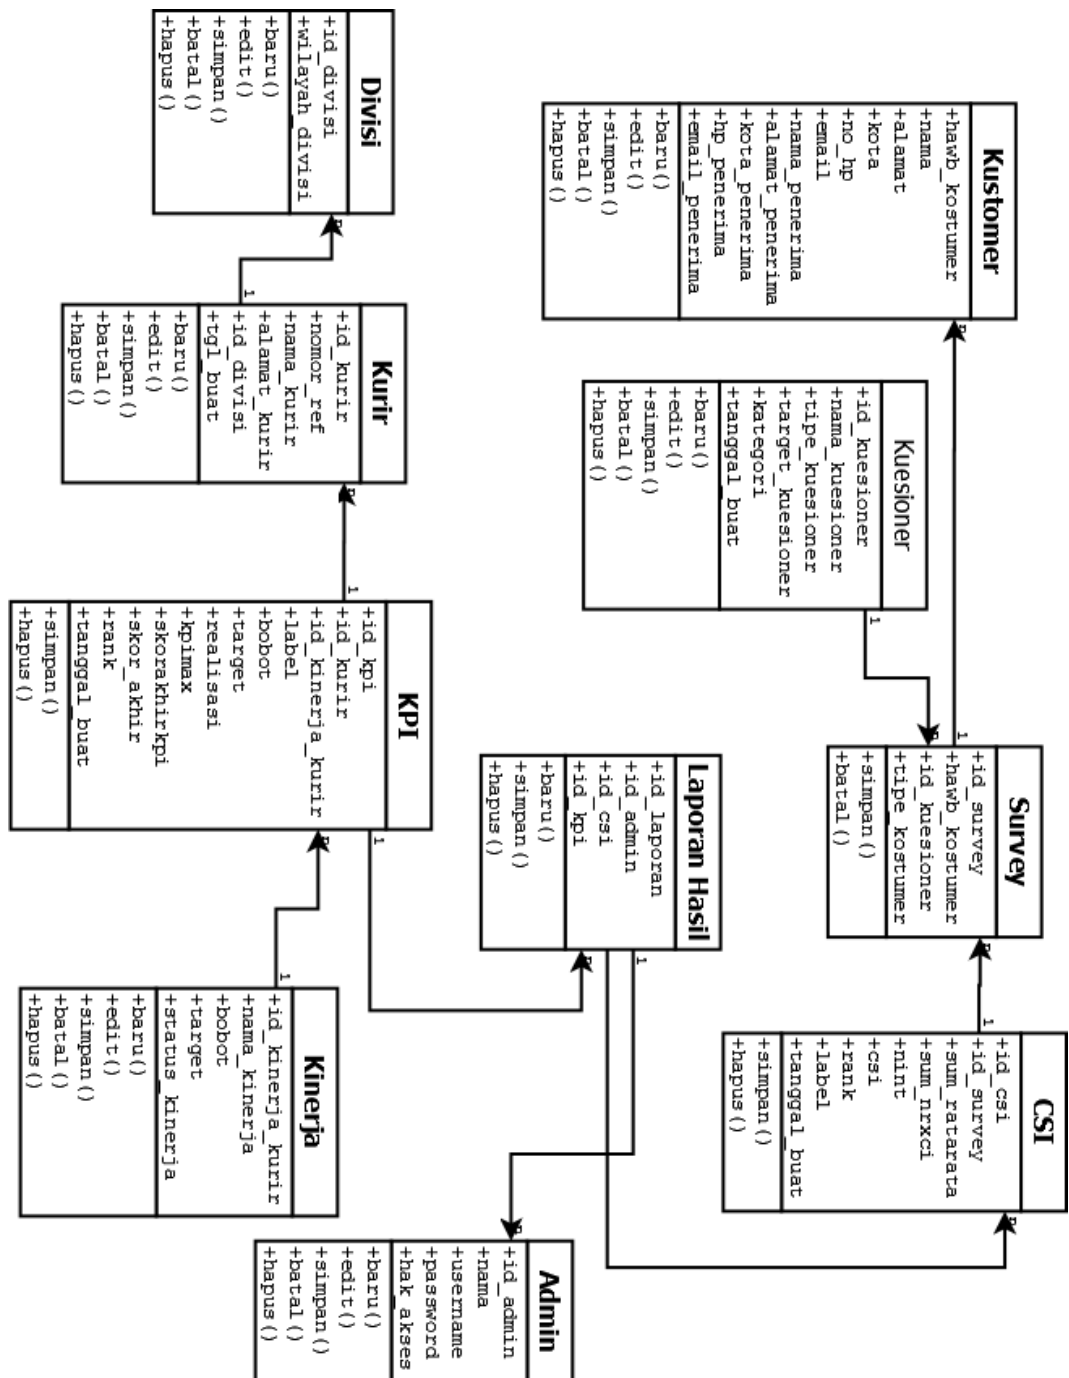 Kustomer
+hawb_kostumer
+nama
+alamat
+kota
+no_hp
+email
+nama_penerima
+alamat_penerima
+kota_penerima
+hp_penerima
+email_penerima
+baru()
+edit()
+simpan()
+batal()
+hapus()
n
1
Survey
+id_survey
+hawb_kostumer
+id_kuesioner
+tipe_kostumer
+simpan()
+batal()
n
1
CSI
+id_csi
+id_survey
+sum_ratarata
+sum_nrxci
+nint
+csi
+rank
+label
+tanggal_buat
+simpan()
+hapus()
n
Kuesioner
+id_kuesioner
+nama_kuesioner
+tipe_kuesioner
+target_kuesioner
+kategori
+tanggal_buat
+baru()
+edit()
+simpan()
+batal()
+hapus()
1
n
Laporan Hasil
+id_laporan
+id_admin
+id_csi
+id_kpi
+baru()
+simpan()
+hapus()
1
n
Admin
+id_admin
+nama
+username
+password
+hak_akses
+baru()
+edit()
+simpan()
+batal()
+hapus()
n
Divisi
+id_divisi
+wilayah_divisi
+baru()
+edit()
+simpan()
+batal()
+hapus()
n
1
Kurir
+id_kurir
+nomor_ref
+nama_kurir
+alamat_kurir
+id_divisi
+tgl_buat
+baru()
+edit()
+simpan()
+batal()
+hapus()
n
1
KPI
+id_kpi
+id_kurir
+id_kinerja_kurir
+label
+bobot
+target
+realisasi
+kpimax
+skorakhirkpi
+skor_akhir
+rank
+tanggal_buat
+simpan()
+hapus()
1
n
1
Kinerja
+id_kinerja_kurir
+nama_kinerja
+bobot
+target
+status_kinerja
+baru()
+edit()
+simpan()
+batal()
+hapus()